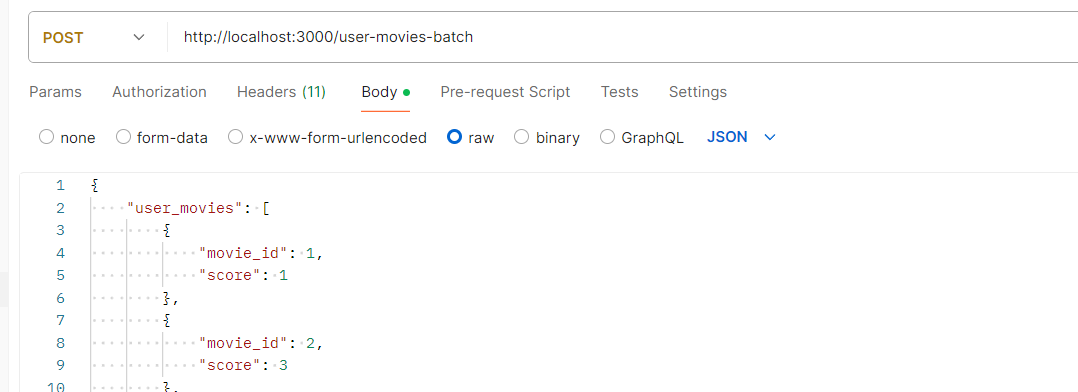 POST http://localhost:3000/user-movies-batch
Params Authorization Headers (11) Body Pre-request Script Tests Settings
none form-data x-www-form-urlencoded raw binary GraphQL JSON
1 {
2 "user_movies": [
3 {
4 "movie_id": 1,
5 "score": 1
6 },
7 {
8 "movie_id": 2,
9 "score": 3
10 },